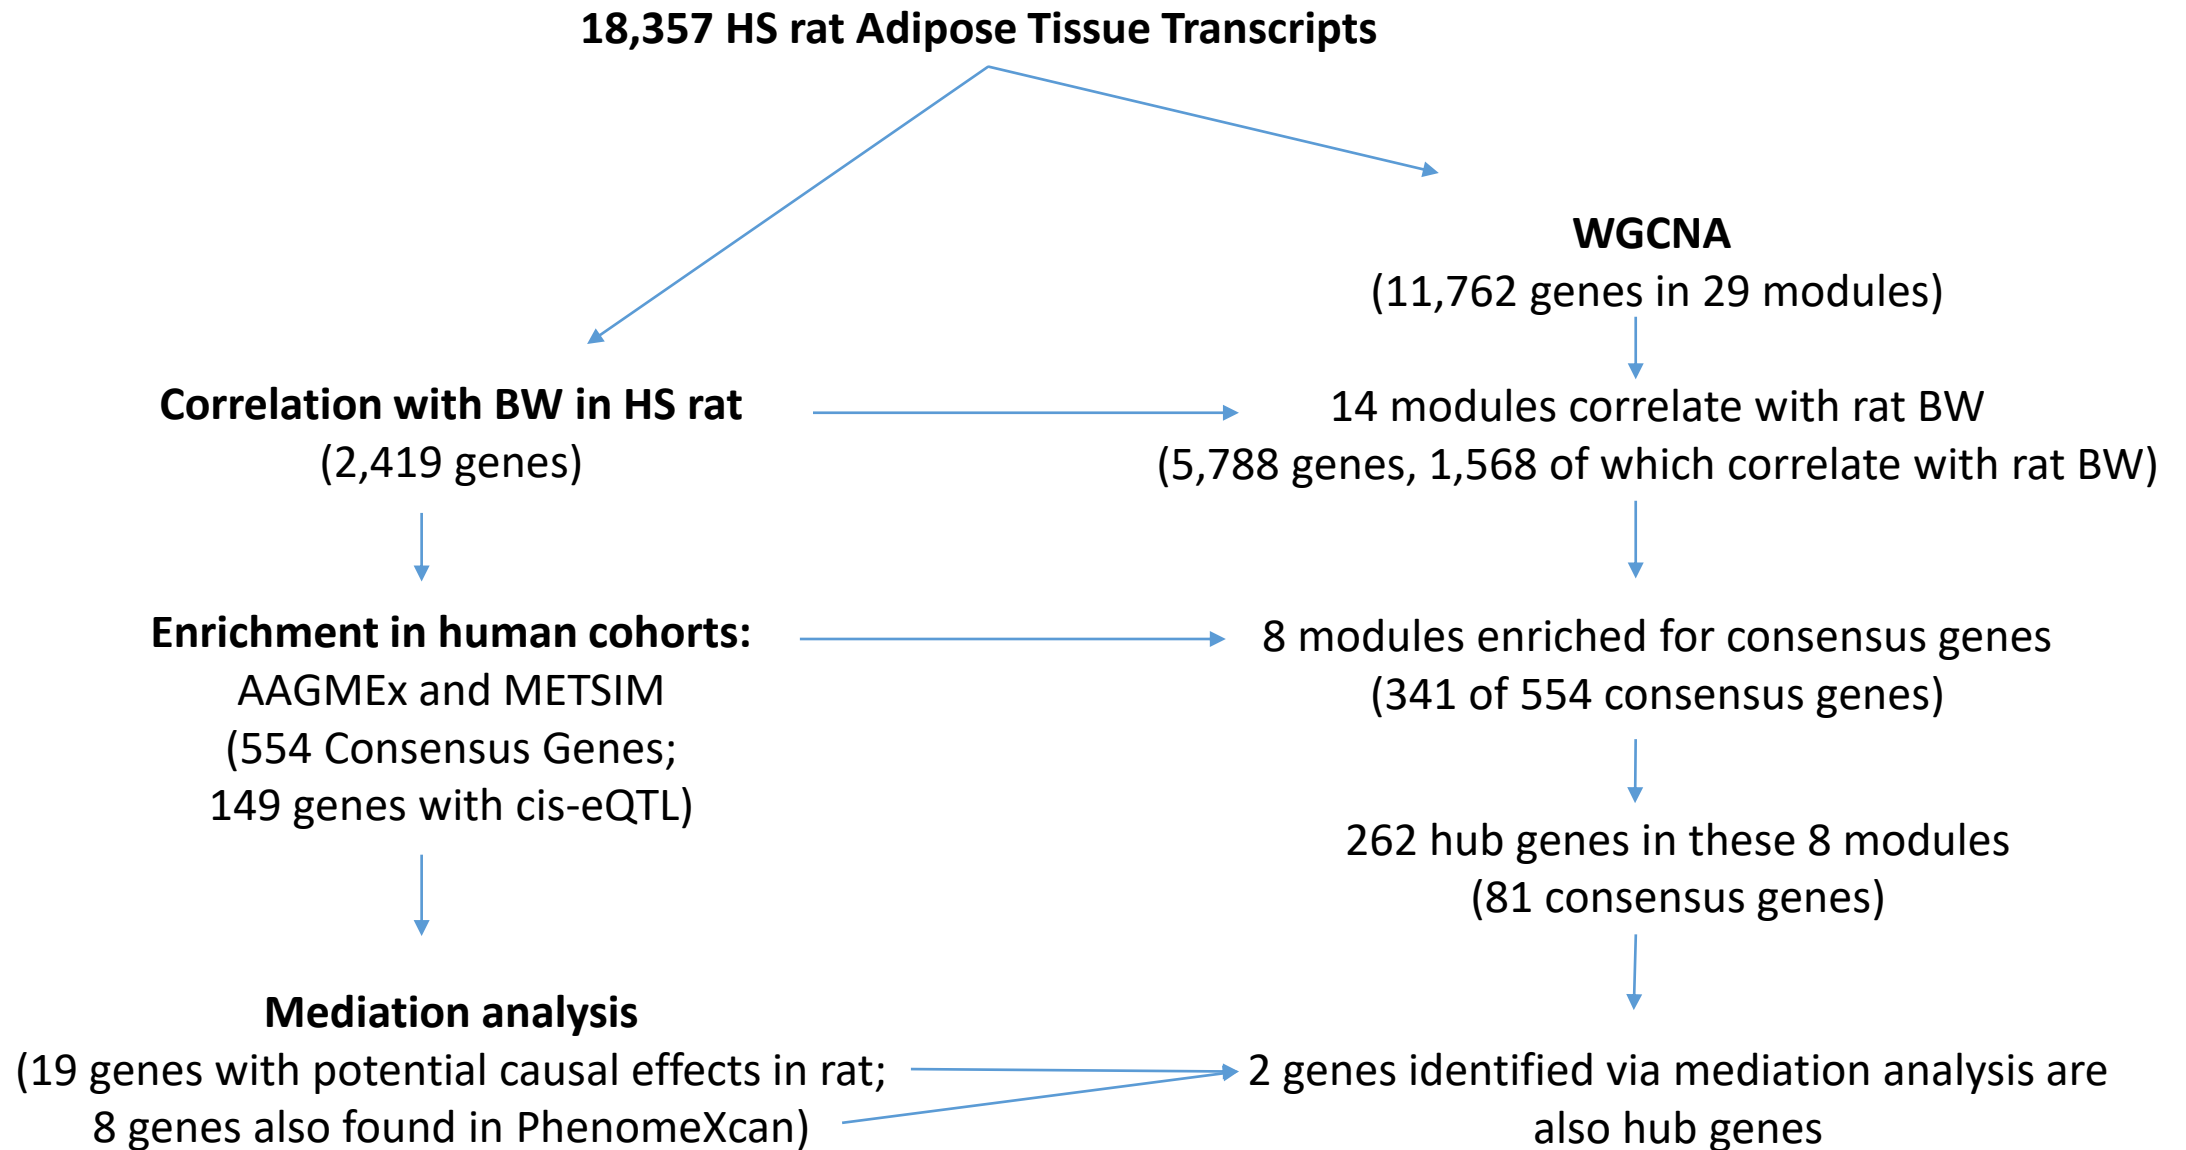 18,357 HS rat Adipose Tissue Transcripts
WGCNA
(11,762 genes in 29 modules)
Correlation with BW in HS rat
(2,419 genes)
14 modules correlate with rat BW
(5,788 genes, 1,568 of which correlate with rat BW)
Enrichment in human cohorts:
AAGMEx and METSIM
(554 Consensus Genes;
149 genes with cis-eQTL)
8 modules enriched for consensus genes
(341 of 554 consensus genes)
262 hub genes in these 8 modules
(81 consensus genes)
Mediation analysis
(19 genes with potential causal effects in rat;
8 genes also found in PhenomeXcan)
2 genes identified via mediation analysis are
also hub genes